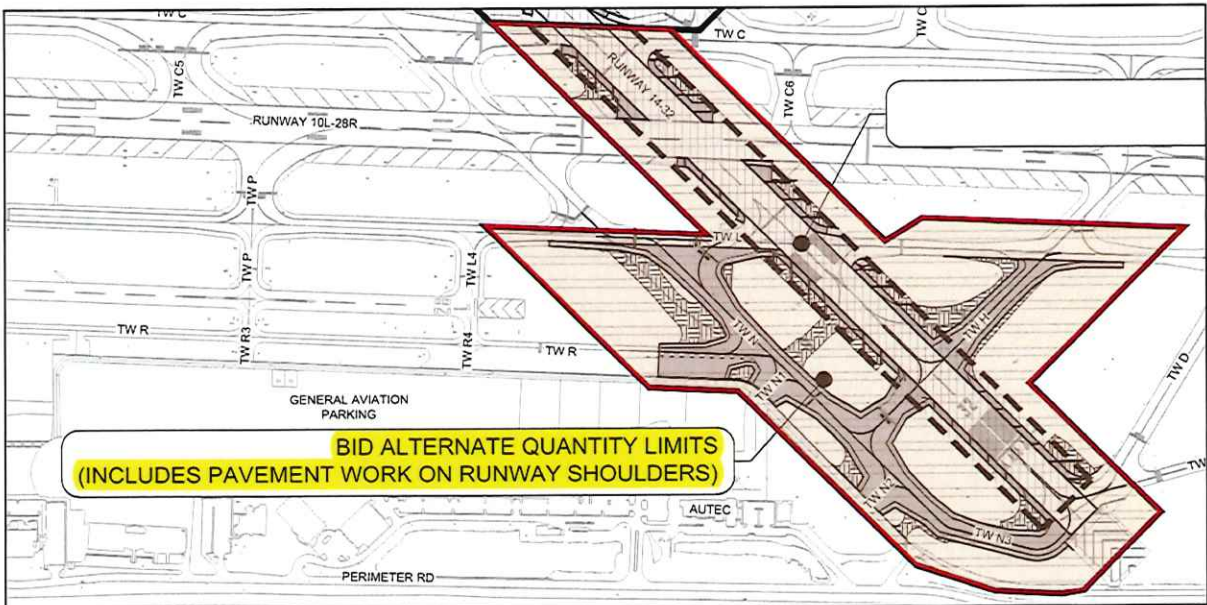 TW C
TW C
TW C5
TW C6
RUNWAY 14-32
RUNWAY 10L-28R
TW P
TW L
TW P
TW L4
TW H
TW N
TW R
TW R3
TW R4
TW R
TW D
TW N1
GENERAL AVIATION
PARKING
BID ALTERNATE QUANTITY LIMITS
(INCLUDES PAVEMENT WORK ON RUNWAY SHOULDERS)
TW
TW N2
AUTEC
TW N3
PERIMETER RD